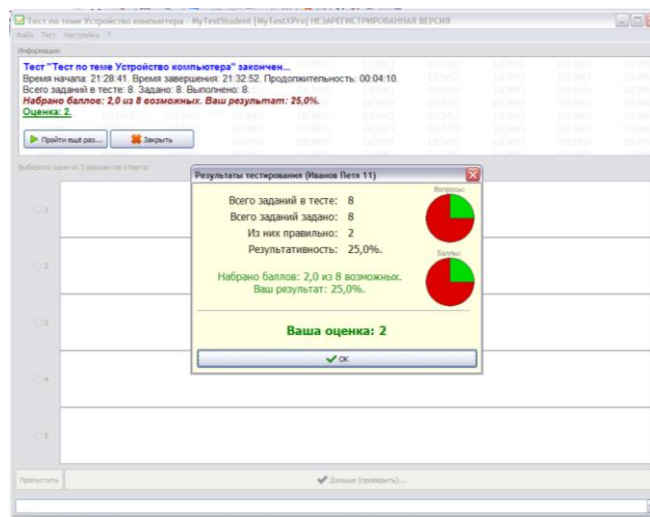 Тест по теме Устройство компьютера - MyTestStudent [MyTestXPro] НЕЗАРЕГИСТРИРОВАННАЯ ВЕРСИЯ
Файл Тест Настройка ?
Информация:
Тест "Тест по теме Устройство компьютера" закончен...
Время начала: 21:28:41. Время завершения: 21:32:52. Продолжительность: 00:04:10.
Всего заданий в тесте: 8. Задано: 8. Выполнено: 8.
Набрано баллов: 2,0 из 8 возможных. Ваш результат: 25,0%.
Оценка: 2.
Пройти ещё раз... Закрыть
Выберите один из 5 вариантов ответа:
Результаты тестирования (Иванов Петя 11)
Всего заданий в тесте: 8
Всего заданий задано: 8
Из них правильно: 2
Результативность: 25,0%.
Вопросы:
Баллы:
Набрано баллов: 2,0 из 8 возможных.
Ваш результат: 25,0%.
Ваша оценка: 2
OK
1
2
3
4
5
Пропустить
Дальше (проверить)...